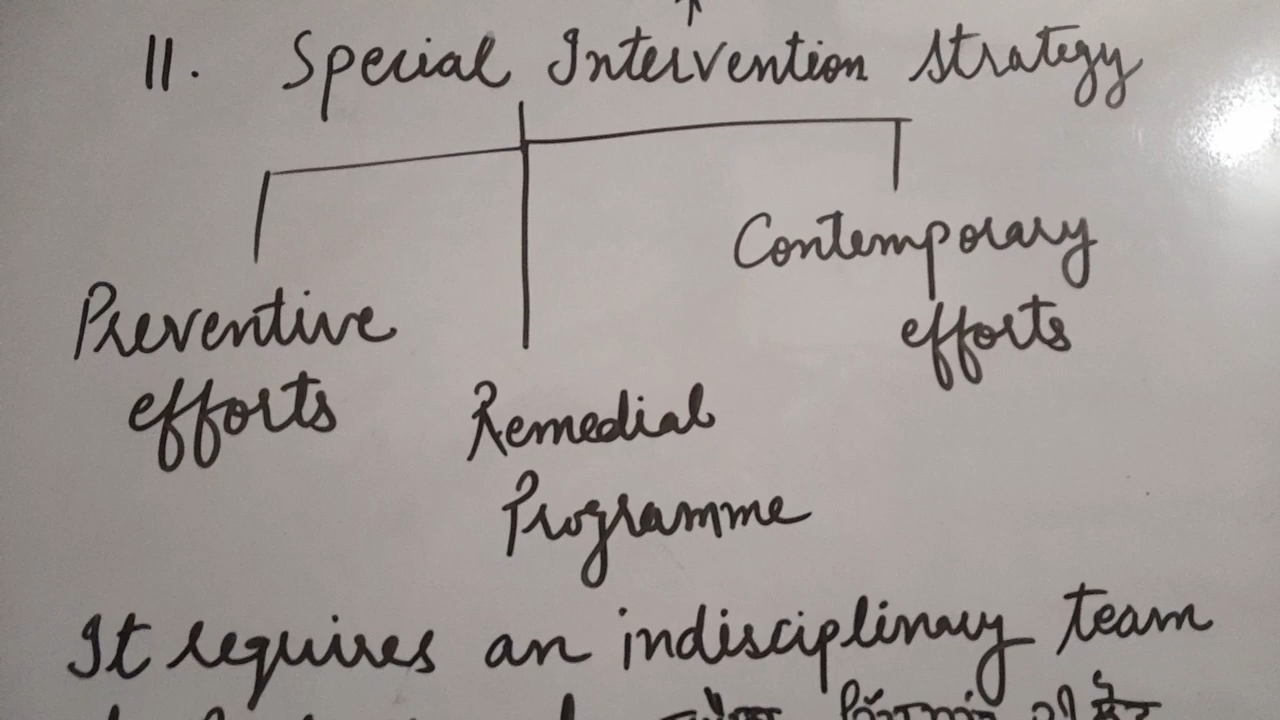 11. Special Intervention Strategy
Preventive
efforts
Remedial
Programme
Contemporary
efforts
It requires an indisciplinary team